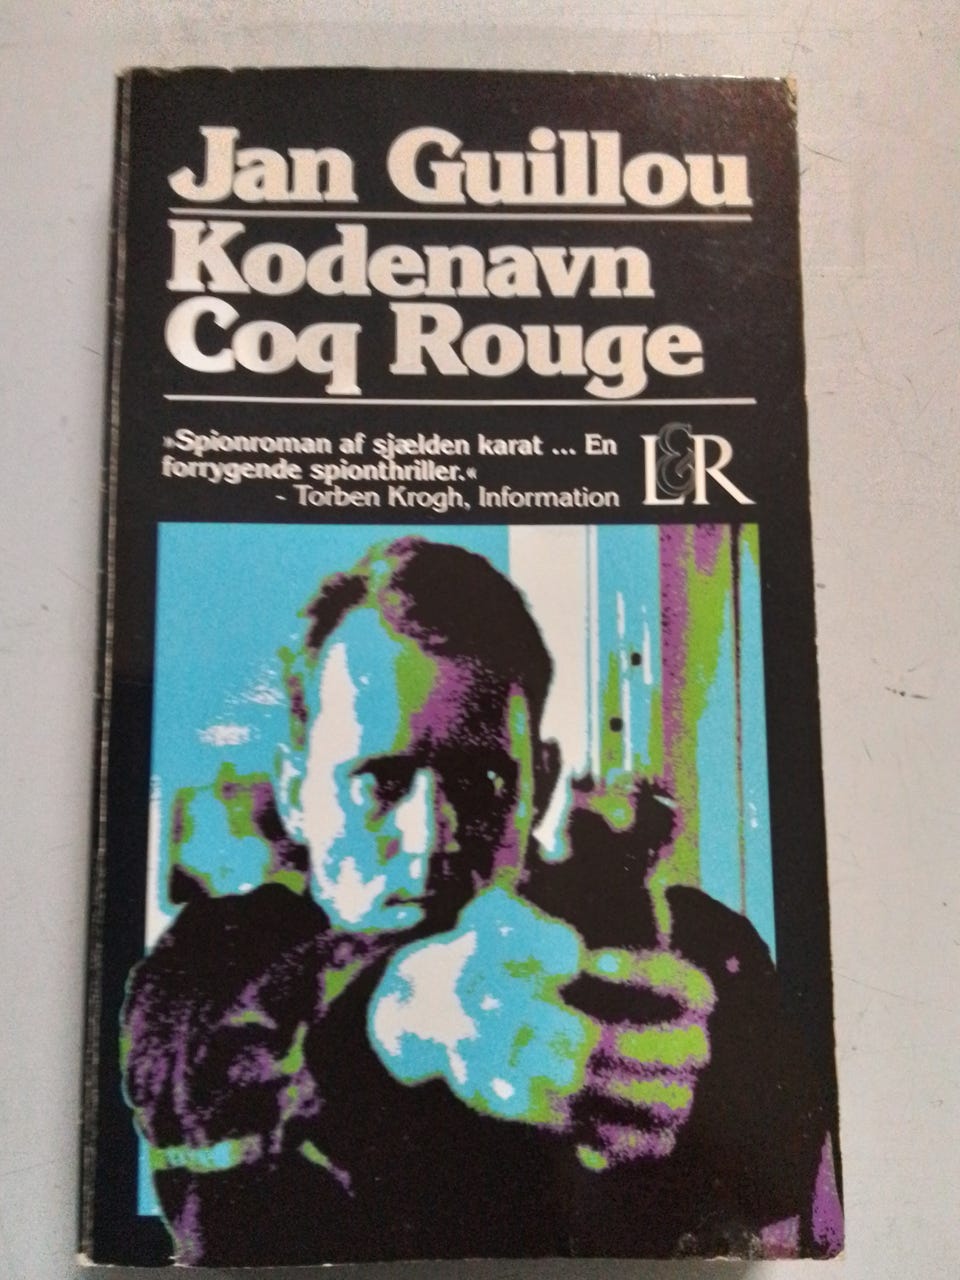 Jan Guillou
Kodenavn
Coq Rouge
»Spionroman af sjælden karat ... En
forrygende spionthriller.«
- Torben Krogh, Information
L&R